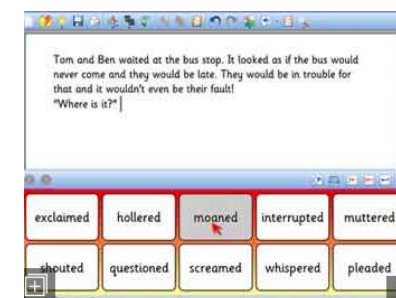 Tom and Ben waited at the bus stop. It looked as if the bus would
never come and they would be late. They would be in trouble for
that and it wouldn't even be their fault!
"Where is it?"
exclaimed hollered moaned interrupted muttered
shouted questioned screamed whispered pleaded